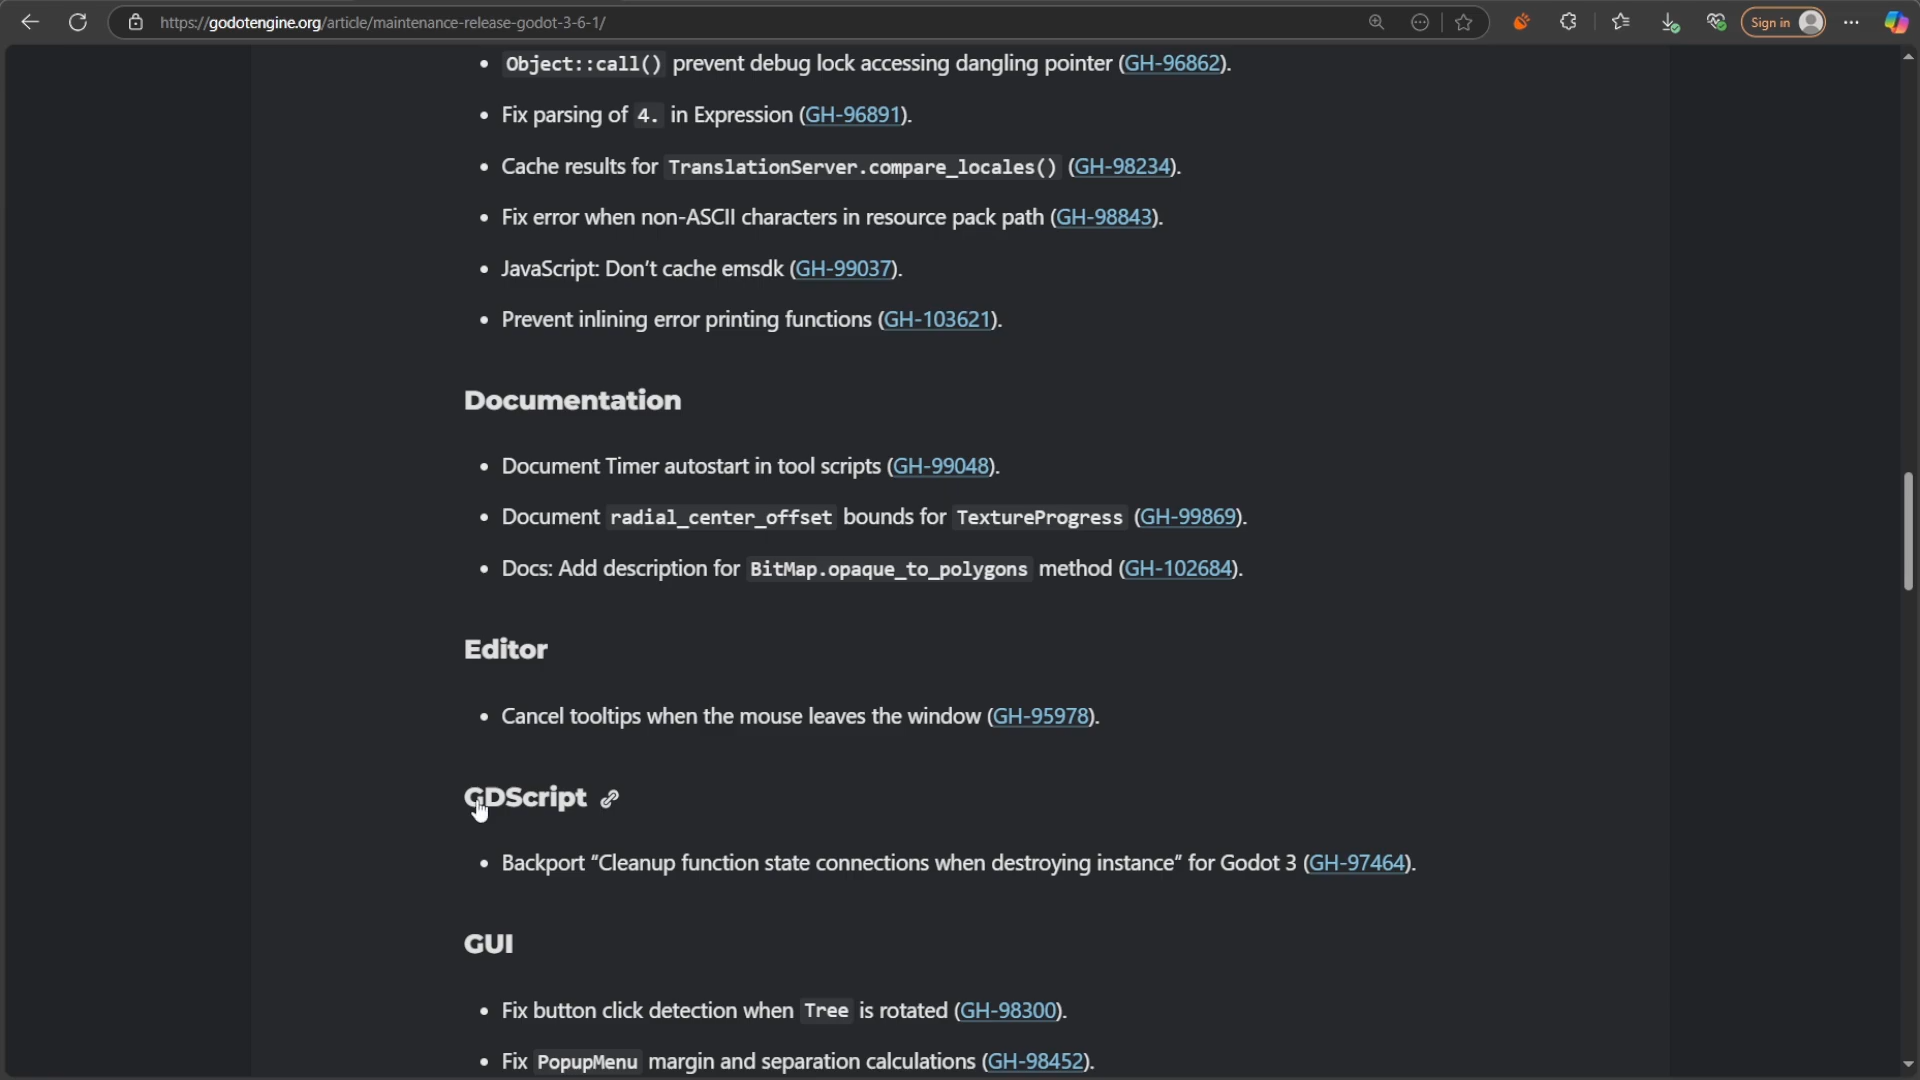 https://godotengine.org/article/maintenance-release-godot-3-6-1/
Sign in
Object::call() prevent debug lock accessing dangling pointer (GH-96862).
Fix parsing of 4. in Expression (GH-96891).
Cache results for TranslationServer.compare_locales() (GH-98234).
Fix error when non-ASCII characters in resource pack path (GH-98843).
JavaScript: Don't cache emsdk (GH-99037).
Prevent inlining error printing functions (GH-103621).
Documentation
Document Timer autostart in tool scripts (GH-99048).
Document radial_center_offset bounds for TextureProgress (GH-99869).
Docs: Add description for BitMap.opaque_to_polygons method (GH-102684).
Editor
Cancel tooltips when the mouse leaves the window (GH-95978).
GDScript
Backport “Cleanup function state connections when destroying instance” for Godot 3 (GH-97464).
GUI
Fix button click detection when Tree is rotated (GH-98300).
Fix PopupMenu margin and separation calculations (GH-98452).